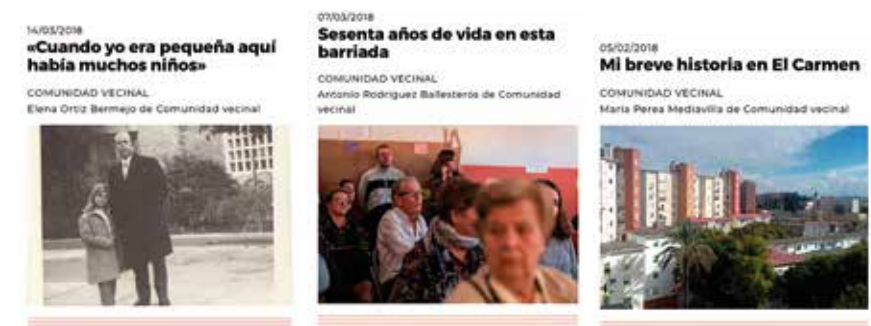 14/03/2018
«Cuando yo era pequeña aquí
había muchos niños»
COMUNIDAD VECINAL
Elena Ortiz Bermejo de Comunidad vecinal
07/03/2018
Sesenta años de vida en esta
barriada
COMUNIDAD VECINAL
Antonio Rodríguez Ballesteros de Comunidad
vecinal
05/02/2018
Mi breve historia en El Carmen
COMUNIDAD VECINAL
María Perea Mediavilla de Comunidad vecinal